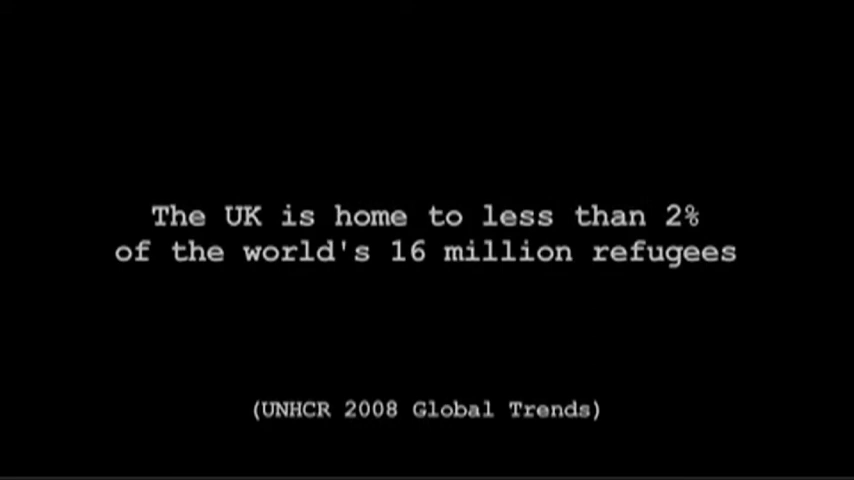 The UK is home to less than 2%
of the world's 16 million refugees
(UNHCR 2008 Global Trends)